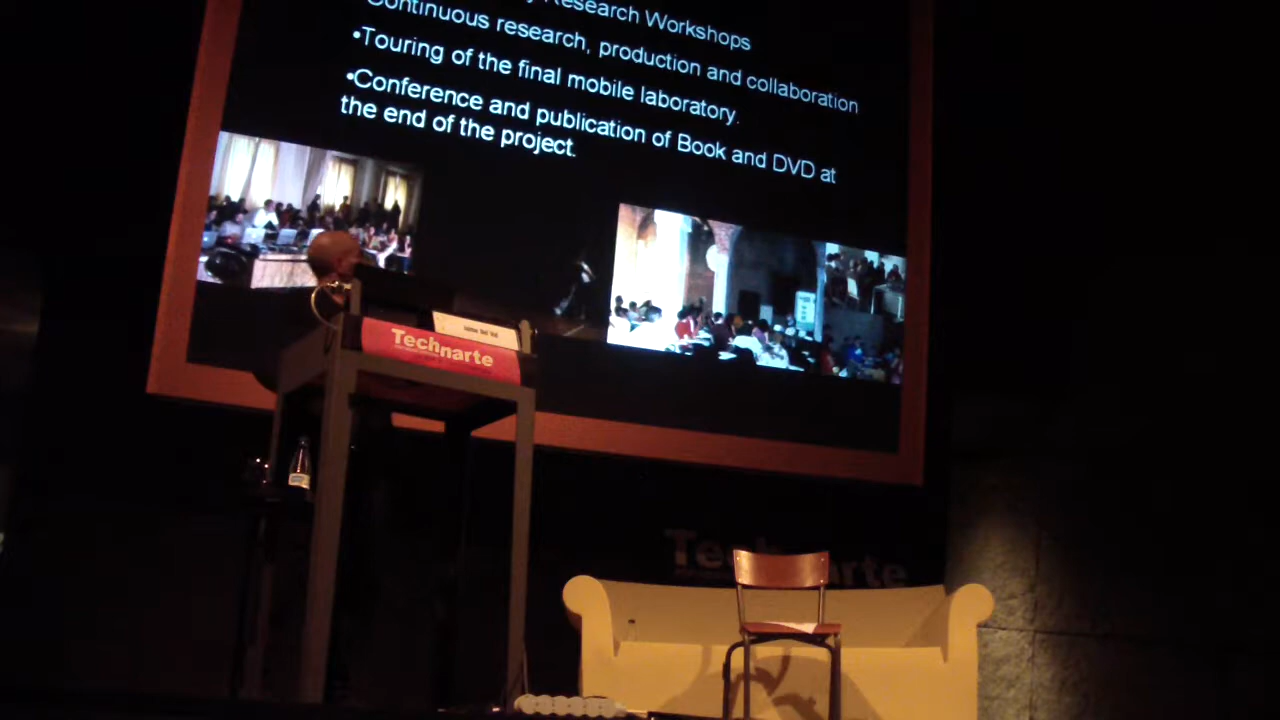 Research Workshops
Continuous research, production and collaboration
•Touring of the final mobile laboratory.
•Conference and publication of Book and DVD at
the end of the project.
Technarte
Technarte